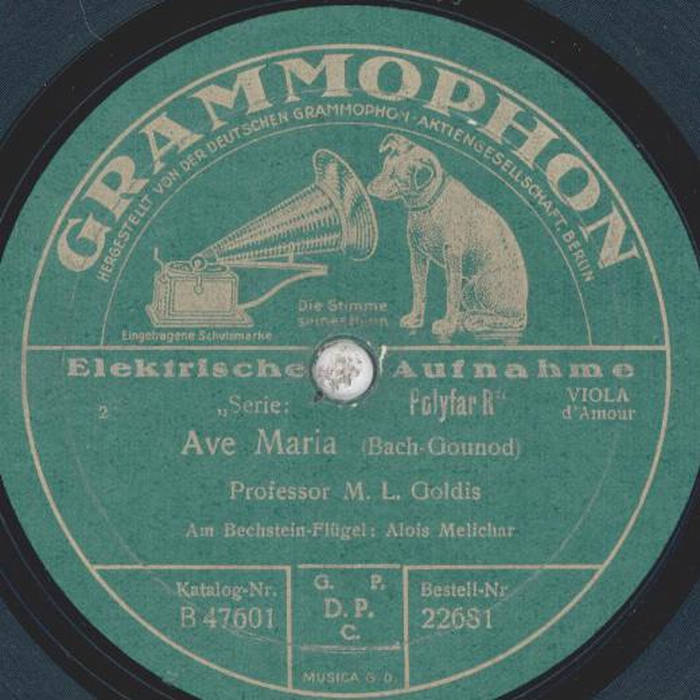 GRAMMOPHON
HERGESTELLT VON DER DEUTSCHEN GRAMMOPHON-AKTIENGESELLSCHAFT, BERLIN
Die Stimme
seines Herrn
Eingetragene Schutzmarke
Elektrische Aufnahme
2 „Serie: Polyfar R“ VIOLA
d'Amour
Ave Maria (Bach-Gounod)
Professor M. L. Goldis
Am Bechstein-Flügel: Alois Melichar
Katalog-Nr. G. P. Bestell-Nr
B 47601 D. P. 22681
C.
MUSICA G. D.